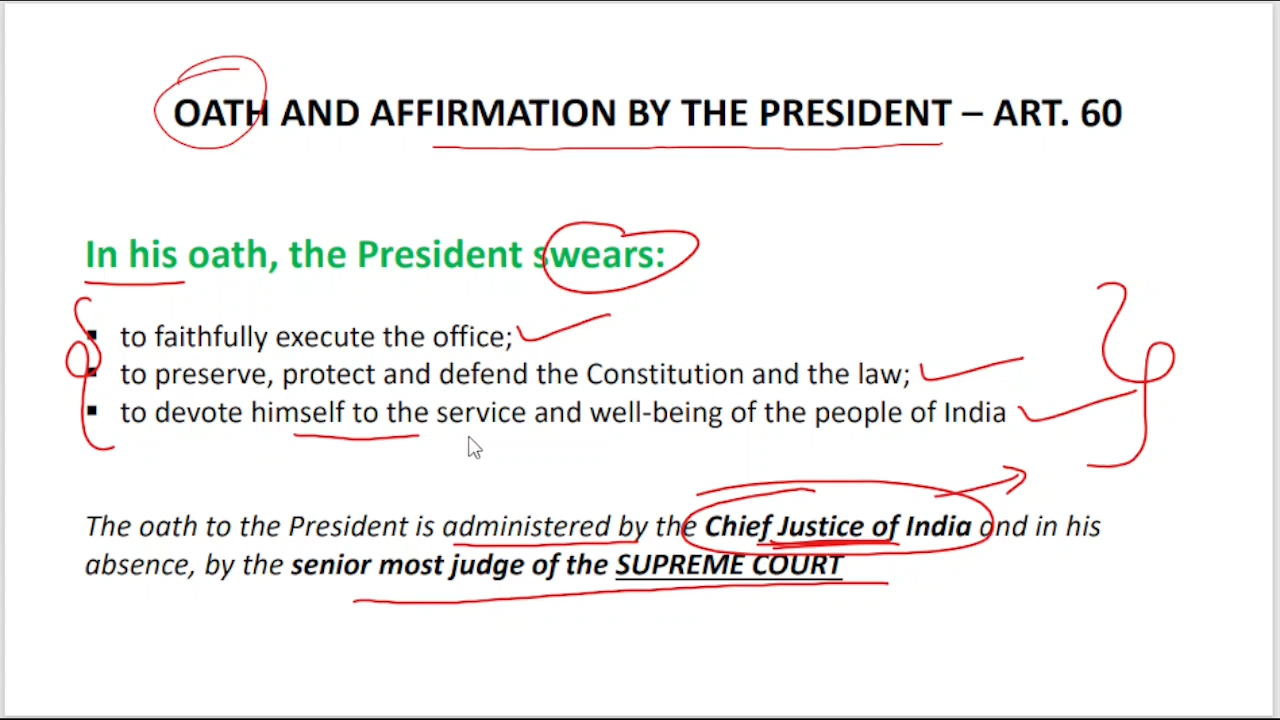 OATH AND AFFIRMATION BY THE PRESIDENT – ART. 60
In his oath, the President swears:
▪ to faithfully execute the office;
▪ to preserve, protect and defend the Constitution and the law;
▪ to devote himself to the service and well-being of the people of India
The oath to the President is administered by the Chief Justice of India and in his
absence, by the senior most judge of the SUPREME COURT